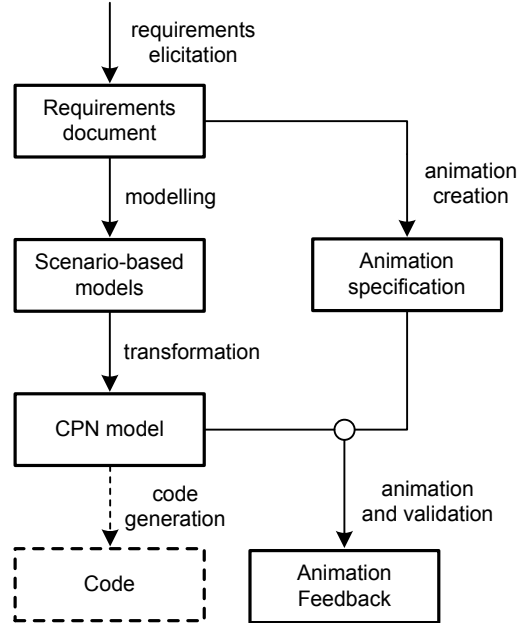 requirements
elicitation
Requirements
document
modelling
animation
creation
Scenario-based
models
Animation
specification
transformation
CPN model
code
generation
animation
and validation
Code
Animation
Feedback